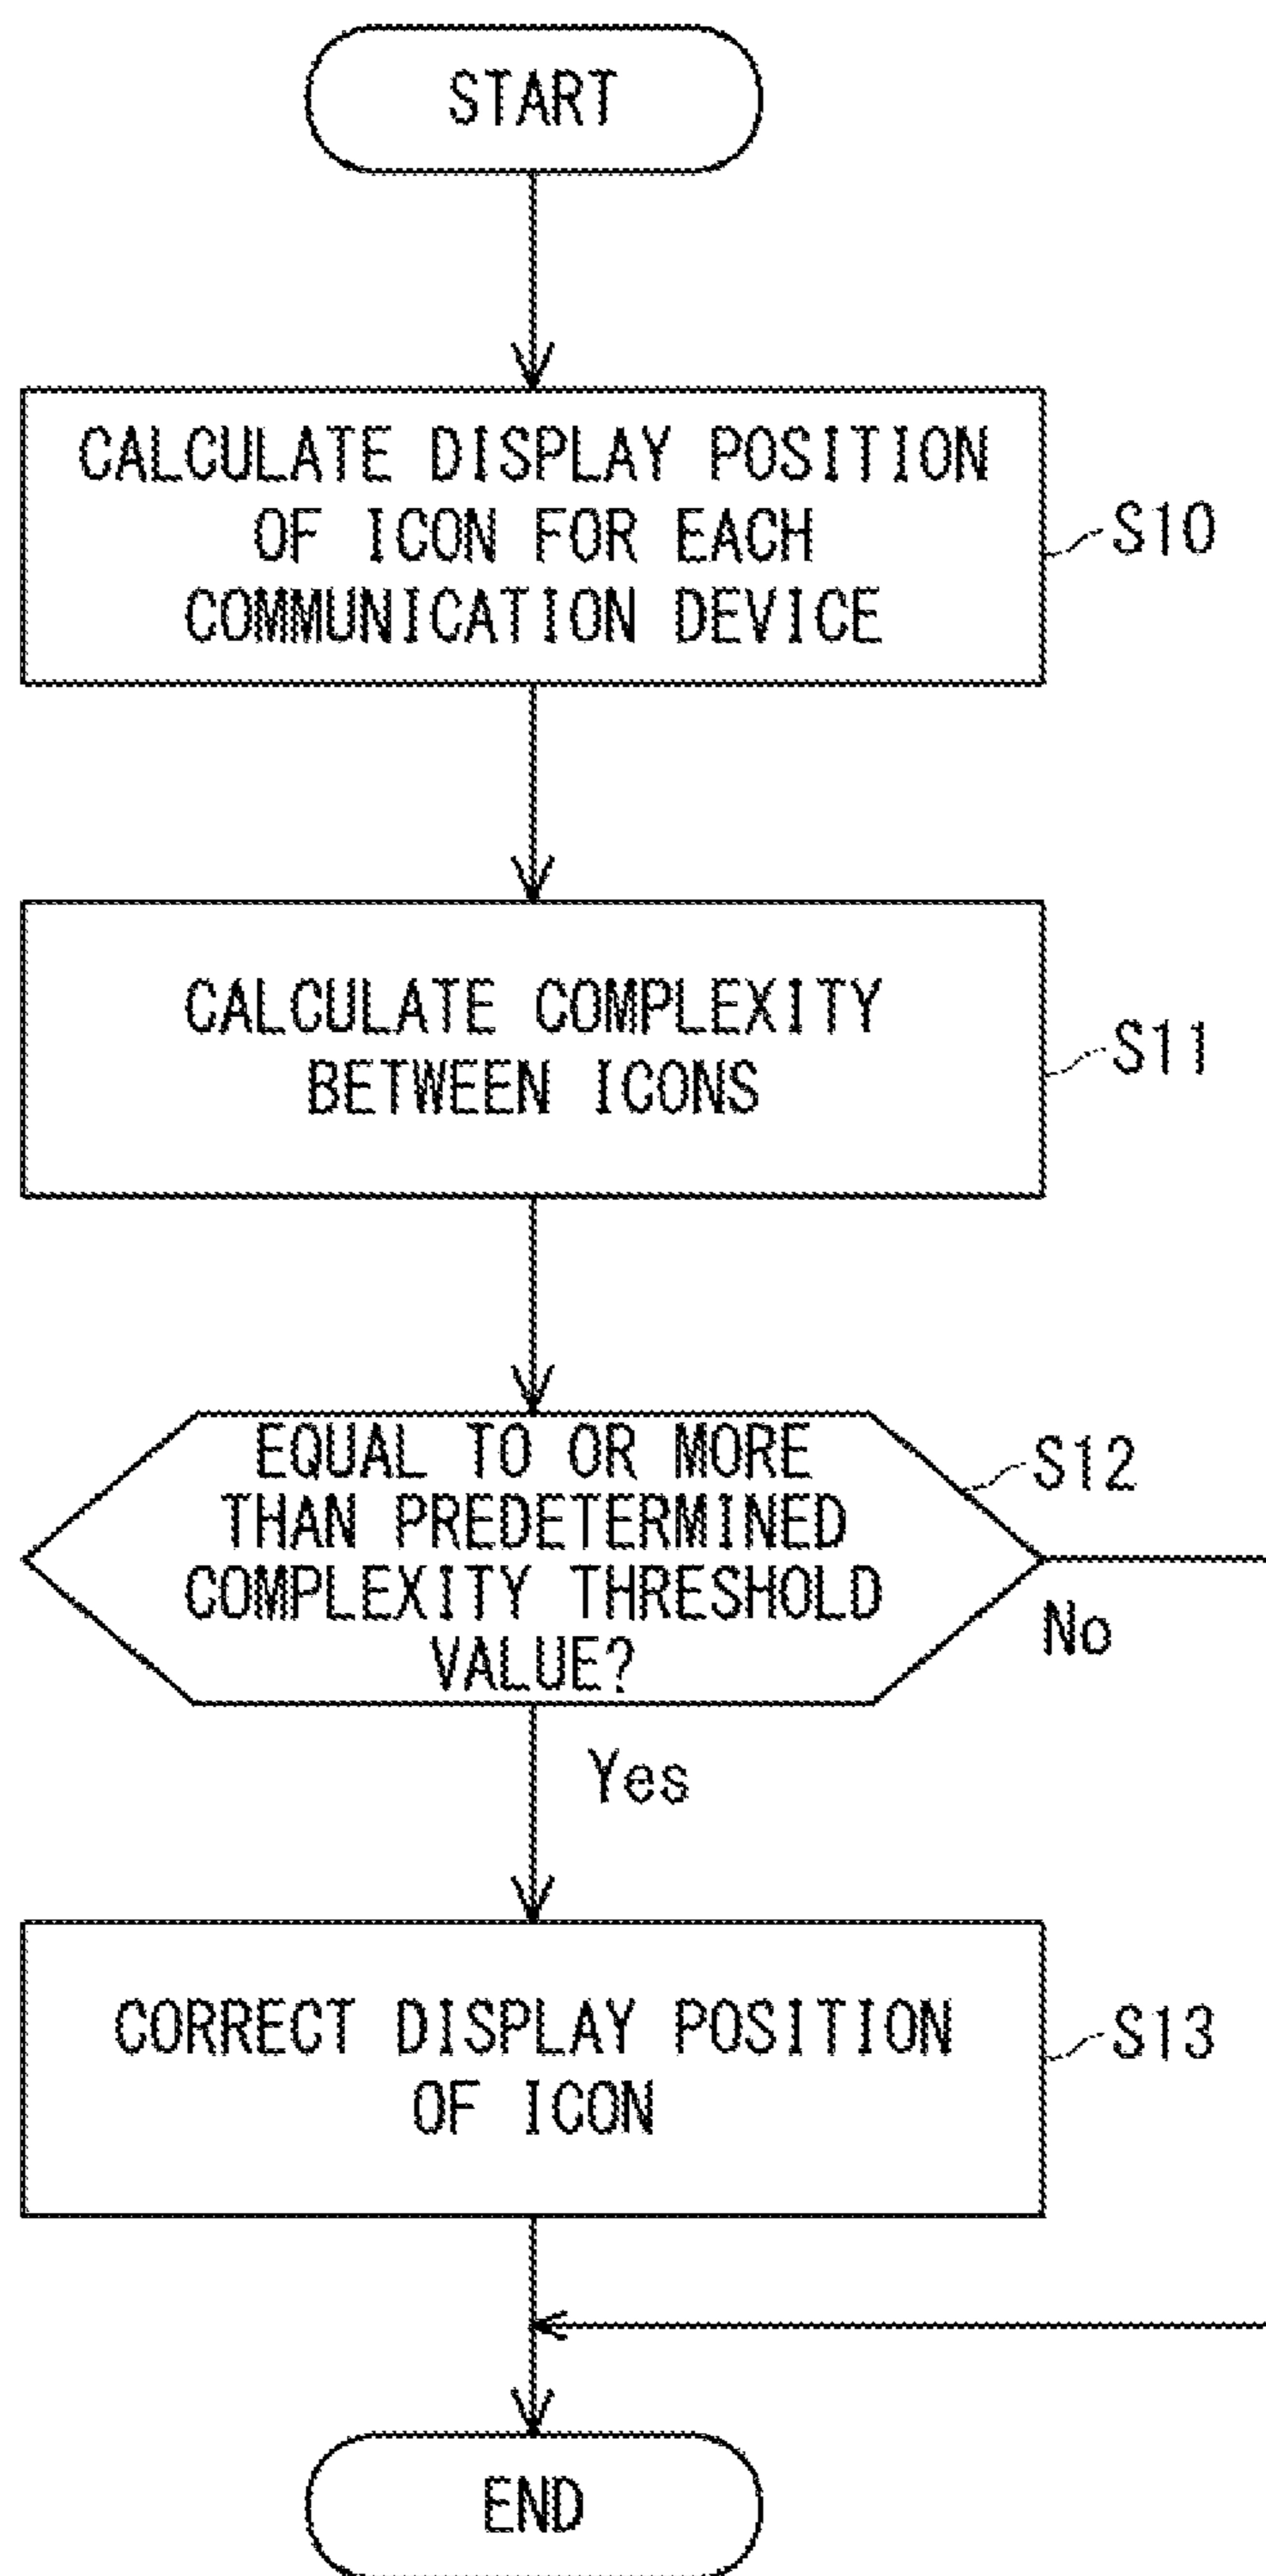 START
CALCULATE DISPLAY POSITION
OF ICON FOR EACH
COMMUNICATION DEVICE
S10
CALCULATE COMPLEXITY
BETWEEN ICONS
S11
EQUAL TO OR MORE
THAN PREDETERMINED
COMPLEXITY THRESHOLD
VALUE?
S12
No
Yes
CORRECT DISPLAY POSITION
OF ICON
S13
END